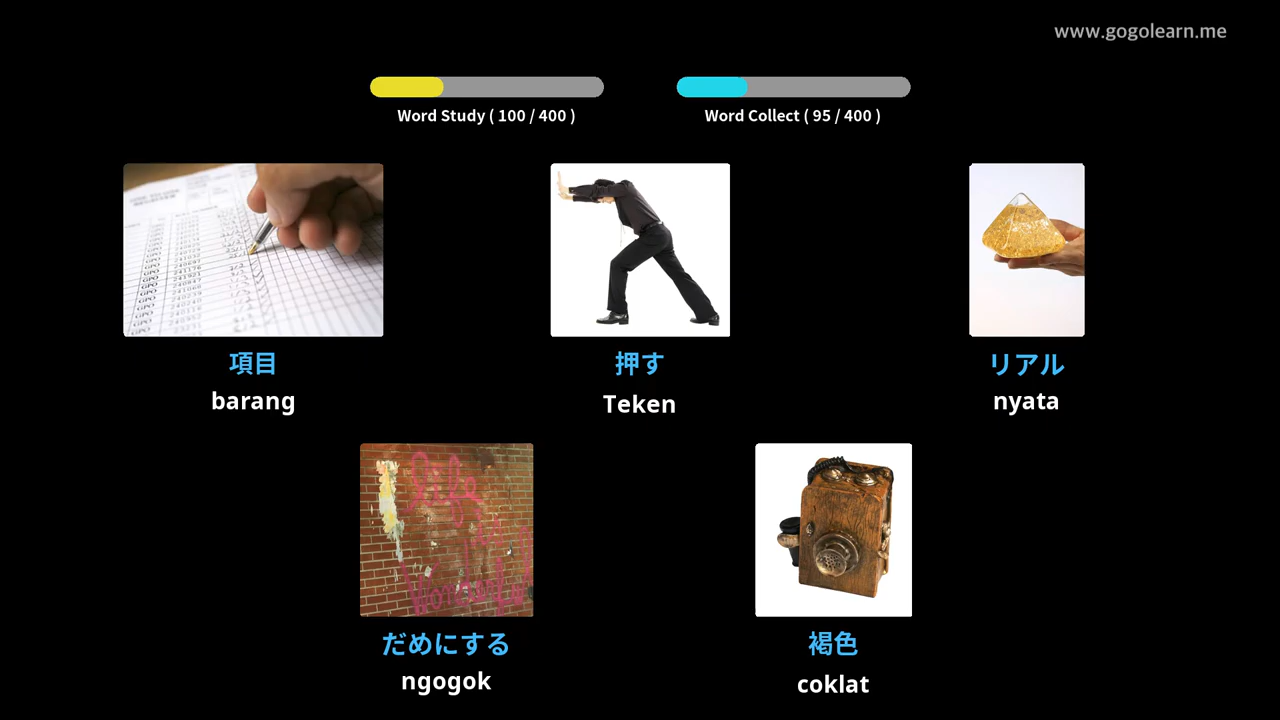 www.gogolearn.me
Word Study ( 100 / 400 )
Word Collect ( 95 / 400 )
項目
barang
押す
Teken
リアル
nyata
life
だめにする
ngogok
褐色
coklat